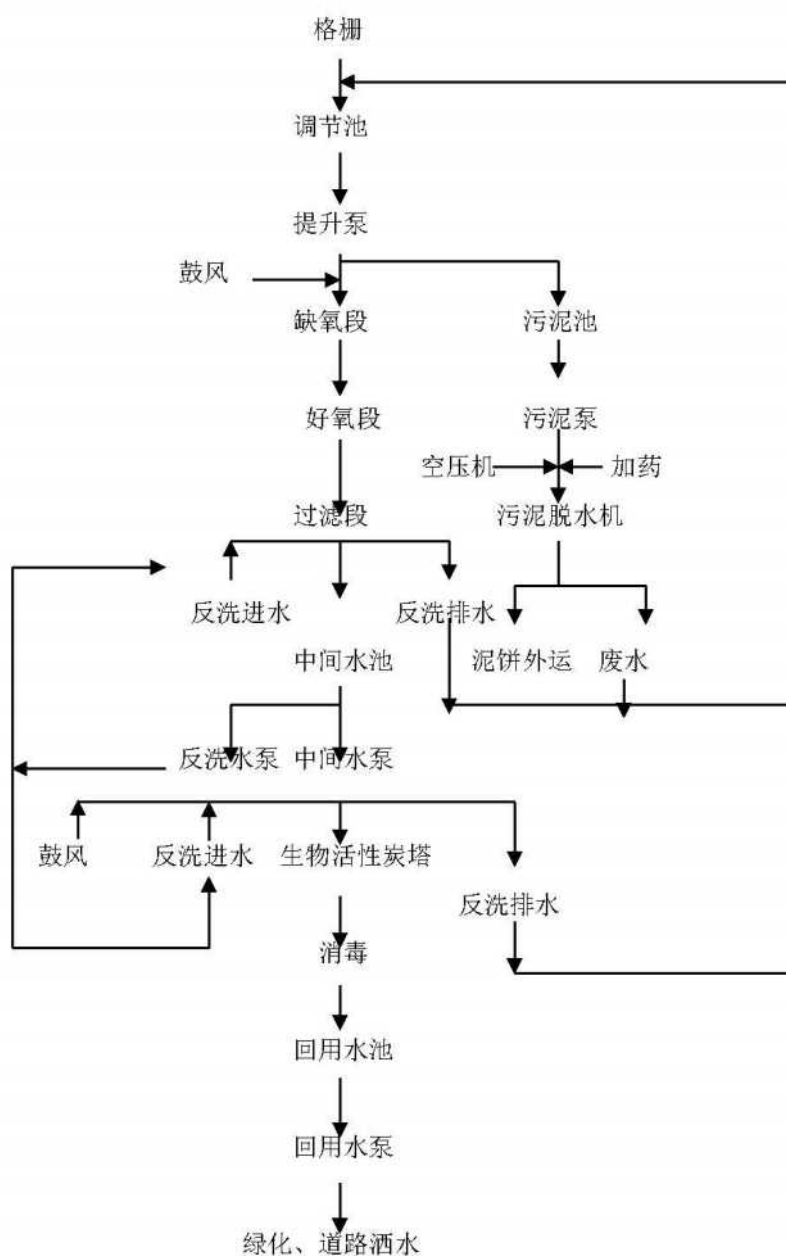 格栅
调节池
提升泵
鼓风
缺氧段
污泥池
好氧段
污泥泵
空压机
加药
过滤段
污泥脱水机
反洗进水
反洗排水
中间水池
泥饼外运
废水
反洗水泵
中间水泵
鼓风
反洗进水
生物活性炭塔
反洗排水
消毒
回用水池
回用水泵
绿化、道路洒水